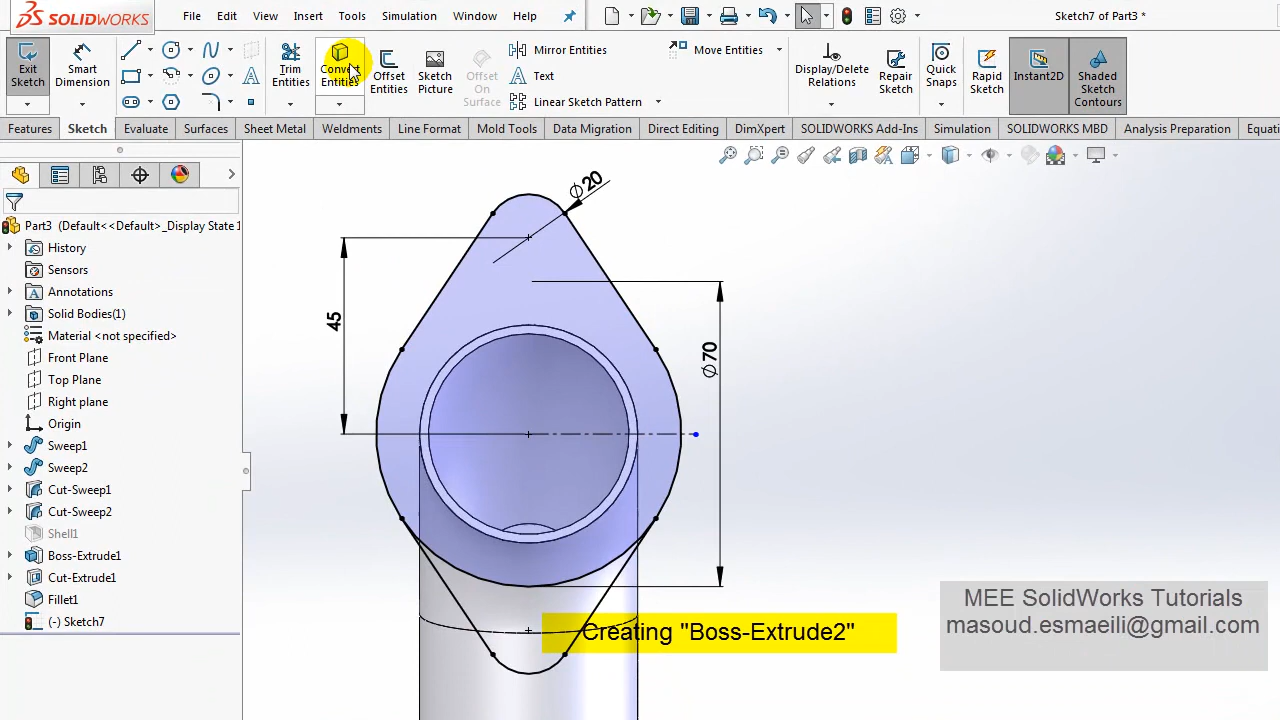 SOLIDWORKS
File Edit View Insert Tools Simulation Window Help
Sketch7 of Part3 *
Exit Sketch
Smart Dimension
Trim Entities
Convert Entities
Offset Entities
Sketch Picture
Offset On Surface
Mirror Entities
Text
Linear Sketch Pattern
Move Entities
Display/Delete Relations
Repair Sketch
Quick Snaps
Rapid Sketch
Instant2D
Shaded Sketch Contours
Features Sketch Evaluate Surfaces Sheet Metal Weldments Line Format Mold Tools Data Migration Direct Editing DimXpert SOLIDWORKS Add-Ins Simulation SOLIDWORKS MBD Analysis Preparation Equati
Part3 (Default<<Default>_Display State 1
History
Sensors
Annotations
Solid Bodies(1)
Material <not specified>
Front Plane
Top Plane
Right plane
Origin
Sweep1
Sweep2
Cut-Sweep1
Cut-Sweep2
Shell1
Boss-Extrude1
Cut-Extrude1
Fillet1
(-) Sketch7
∅20
45
∅70
Creating "Boss-Extrude2"
MEE SolidWorks Tutorials
masoud.esmaeili@gmail.com